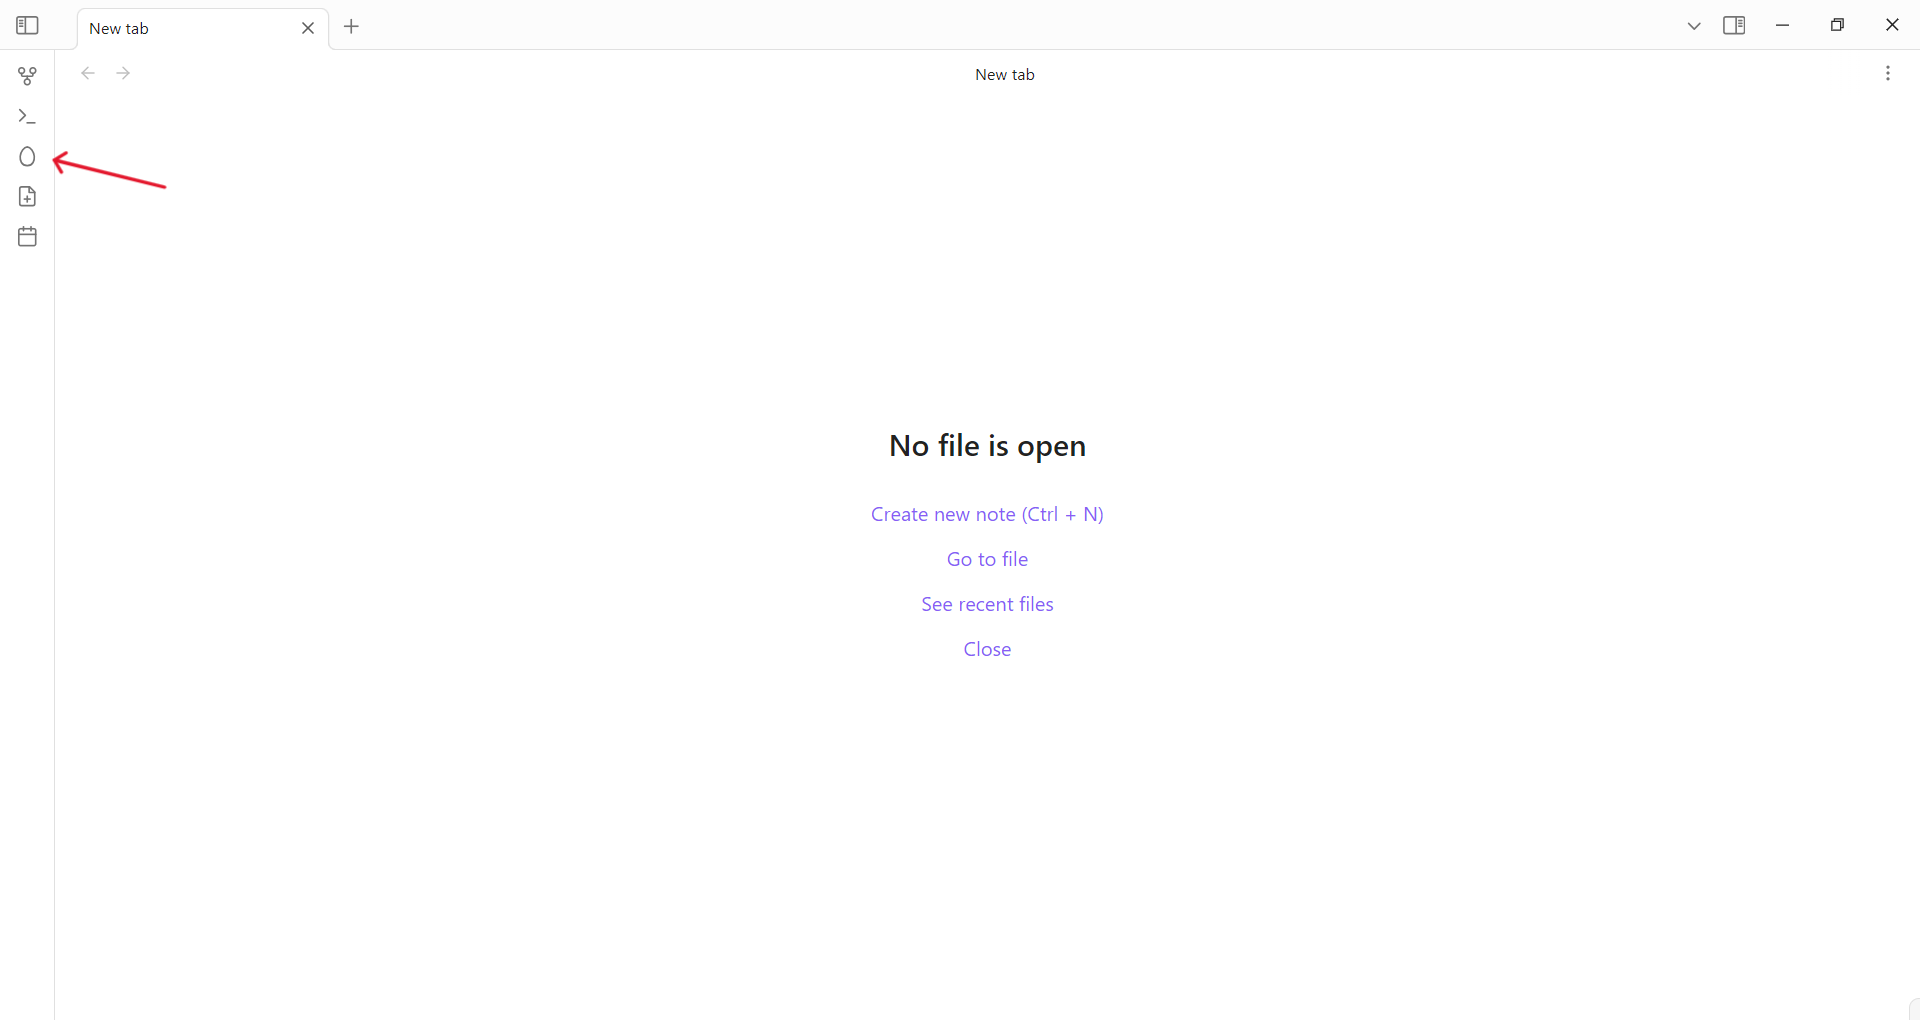 New tab
New tab
No file is open
Create new note (Ctrl + N)
Go to file
See recent files
Close